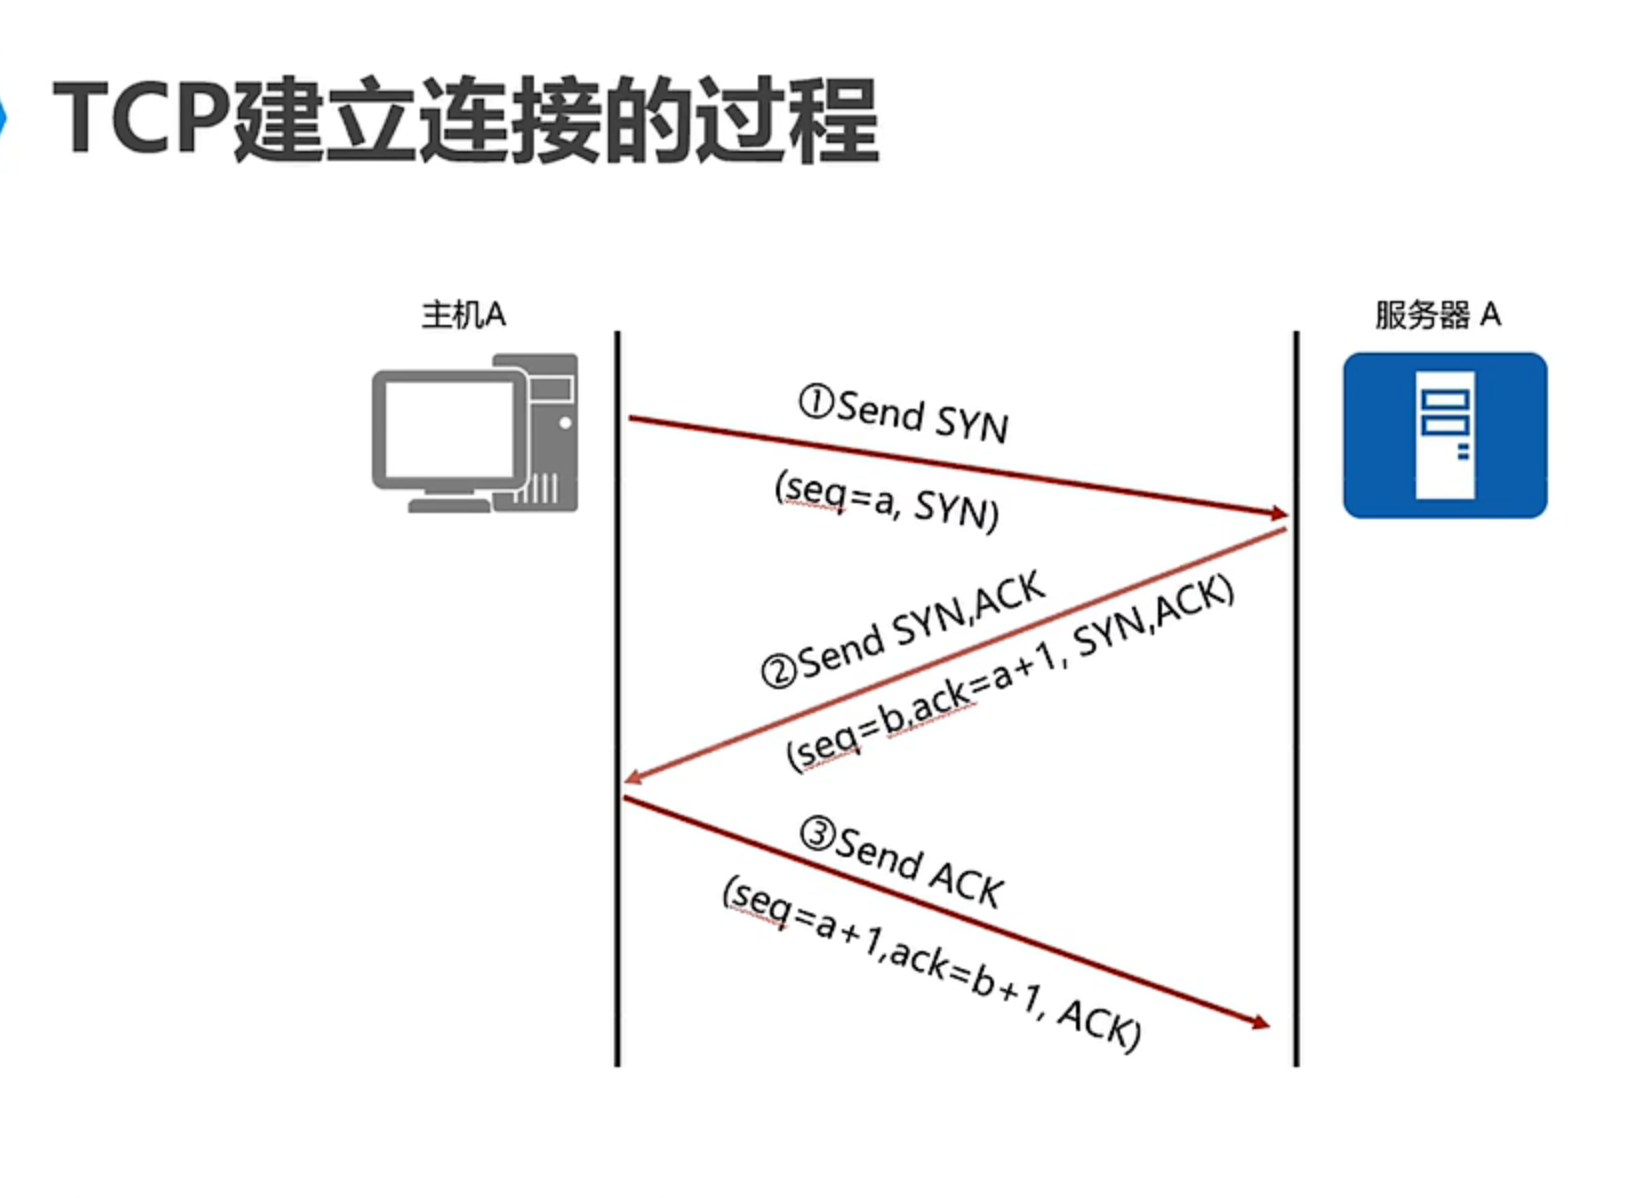 TCP建立连接的过程
主机A
服务器 A
①Send SYN
(seq=a, SYN)
②Send SYN,ACK
(seq=b,ack=a+1, SYN,ACK)
③Send ACK
(seq=a+1,ack=b+1, ACK)